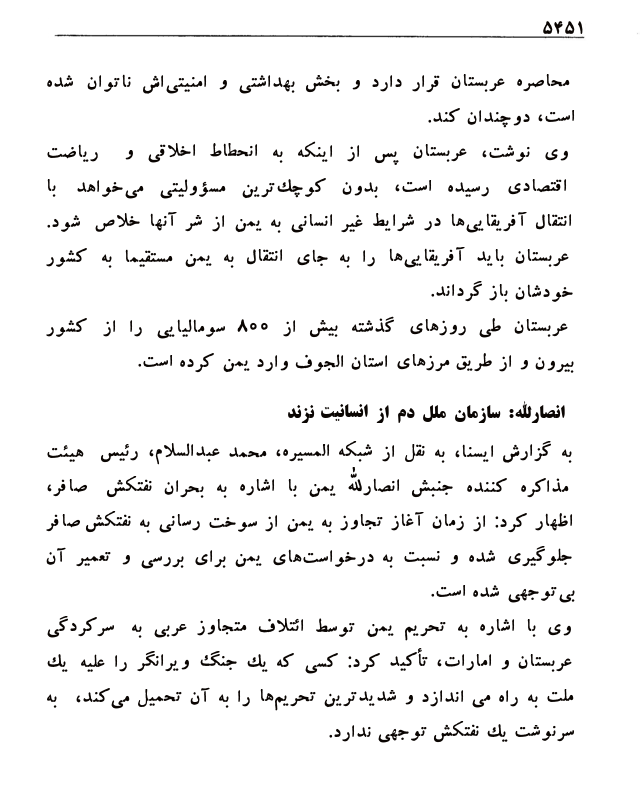 ۵۴۵۱
محاصره عربستان قرار دارد و بخش بهداشتی و امنیتی‌اش ناتوان شده
است، دوچندان کند.
وی نوشت، عربستان پس از اینکه به انحطاط اخلاقی و ریاضت
اقتصادی رسیده است، بدون کوچك‌ترین مسؤولیتی می‌خواهد با
انتقال آفریقایی‌ها در شرایط غیر انسانی به یمن از شر آنها خلاص شود.
عربستان باید آفریقایی‌ها را به جای انتقال به یمن مستقیما به کشور
خودشان باز گرداند.
عربستان طی روزهای گذشته بیش از ۸۰۰ سومالیایی را از کشور
بیرون و از طریق مرزهای استان الجوف وارد یمن کرده است.
انصارلله: سازمان ملل دم از انسانیت نزند
به گزارش ایسنا، به نقل از شبکه المسیره، محمد عبدالسلام، رئیس هیئت
مذاکره کننده جنبش انصارلله یمن با اشاره به بحران نفتکش صافر،
اظهار کرد: از زمان آغاز تجاوز به یمن از سوخت رسانی به نفتکش صافر
جلوگیری شده و نسبت به درخواست‌های یمن برای بررسی و تعمیر آن
بی‌توجهی شده است.
وی با اشاره به تحریم یمن توسط ائتلاف متجاوز عربی به سرکردگی
عربستان و امارات، تأکید کرد: کسی که یك جنگ ویرانگر را علیه یك
ملت به راه می اندازد و شدیدترین تحریم‌ها را به آن تحمیل می‌کند، به
سرنوشت یك نفتکش توجهی ندارد.